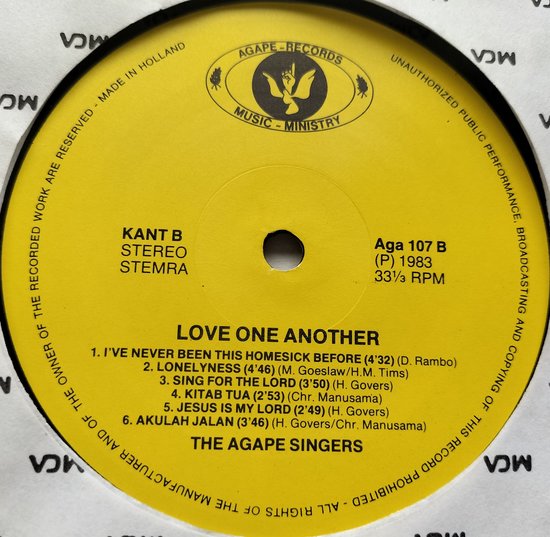 AGAPE-RECORDS
MUSIC - MINISTRY
KANT B
STEREO
STEMRA
Aga 107 B
(P) 1983
33⅓ RPM
LOVE ONE ANOTHER
1. I'VE NEVER BEEN THIS HOMESICK BEFORE (4'32) (D. Rambo)
2. LONELYNESS (4'46) (M. Goeslaw/H.M. Tims)
3. SING FOR THE LORD (3'50) (H. Govers)
4. KITAB TUA (2'53) (Chr. Manusama)
5. JESUS IS MY LORD (2'49) (H. Govers)
6. AKULAH JALAN (3'46) (H. Govers/Chr. Manusama)
THE AGAPE SINGERS
UNAUTHORIZED PUBLIC PERFORMANCE, BROADCASTING AND COPYING OF THIS RECORD PROHIBITED - ALL RIGHTS OF THE MANUFACTURER AND OF THE OWNER OF THE RECORDED WORK ARE RESERVED - MADE IN HOLLAND
MCA
MCA
MCA
MCA
MCA
MCA